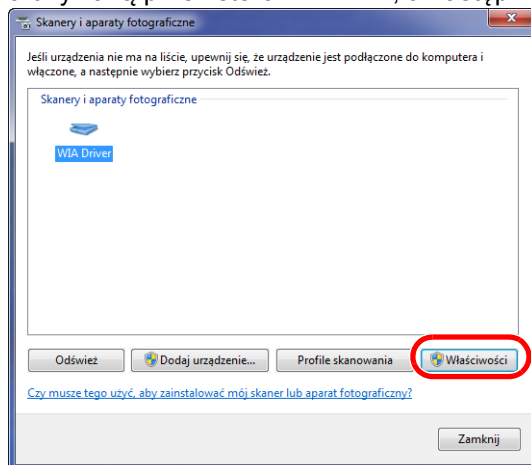 Skanery i aparaty fotograficzne
Jeśli urządzenia nie ma na liście, upewnij się, że urządzenie jest podłączone do komputera i
włączone, a następnie wybierz przycisk Odśwież.
Skanery i aparaty fotograficzne
WIA Driver
Odśwież Dodaj urządzenie... Profile skanowania Właściwości
Czy musze tego użyć, aby zainstalować mój skaner lub aparat fotograficzny?
Zamknij